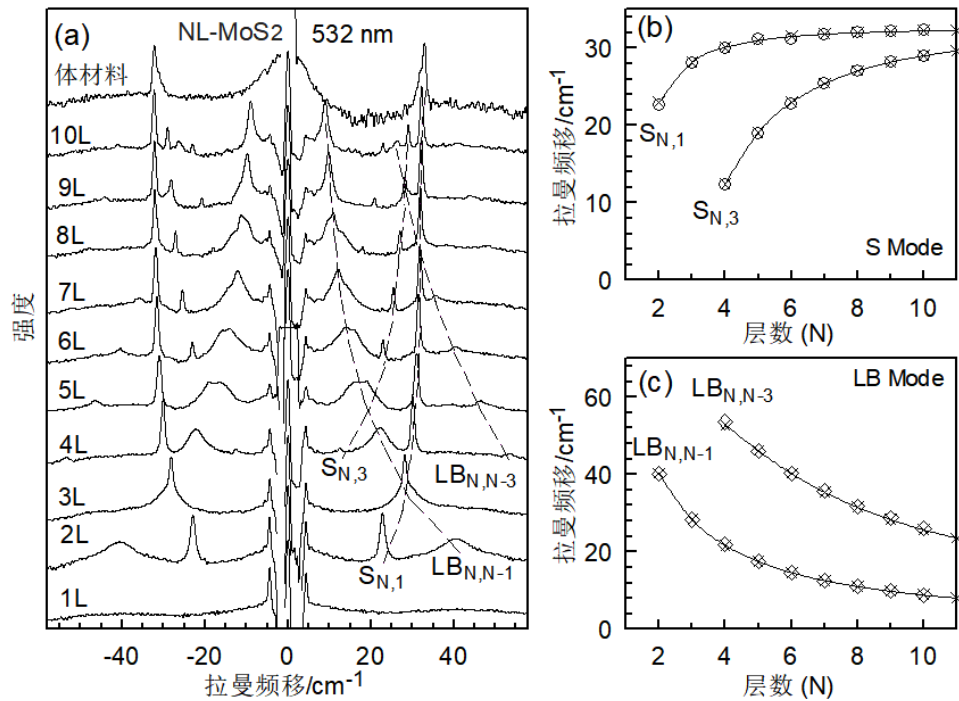 (a)
NL-MoS2
532 nm
体材料
10L
9L
8L
7L
6L
5L
4L
3L
2L
1L
S_N,3
LB_N,N-3
S_N,1
LB_N,N-1
强度
-40 -20 0 20 40
拉曼频移/cm⁻¹
(b)
30
20
10
0
拉曼频移/cm⁻¹
S_N,1
S_N,3
S Mode
2 4 6 8 10
层数 (N)
(c)
LB Mode
60
40
20
0
拉曼频移/cm⁻¹
LB_N,N-3
LB_N,N-1
2 4 6 8 10
层数 (N)